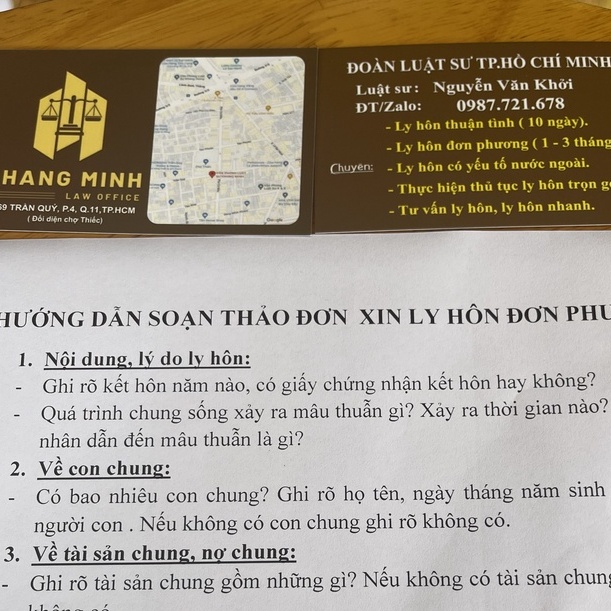 HANG MINH
LAW OFFICE
69 TRẦN QUÝ, P.4, Q.11,TP.HCM
( Đối diện chợ Thiếc)
ĐOÀN LUẬT SƯ TP.HỒ CHÍ MINH
Luật sư: Nguyễn Văn Khởi
ĐT/Zalo: 0987.721.678
- Ly hôn thuận tình ( 10 ngày).
- Ly hôn đơn phương ( 1 - 3 tháng
Chuyên: - Ly hôn có yếu tố nước ngoài.
- Thực hiện thủ tục ly hôn trọn g
- Tư vấn ly hôn, ly hôn nhanh.
HƯỚNG DẪN SOẠN THẢO ĐƠN XIN LY HÔN ĐƠN PHƯ
1. Nội dung, lý do ly hôn:
- Ghi rõ kết hôn năm nào, có giấy chứng nhận kết hôn hay không?
- Quá trình chung sống xảy ra mâu thuẫn gì? Xảy ra thời gian nào?
nhân dẫn đến mâu thuẫn là gì?
2. Về con chung:
- Có bao nhiêu con chung? Ghi rõ họ tên, ngày tháng năm sinh
người con . Nếu không có con chung ghi rõ không có.
3. Về tài sản chung, nợ chung:
- Ghi rõ tài sản chung gồm những gì? Nếu không có tài sản chung
không có